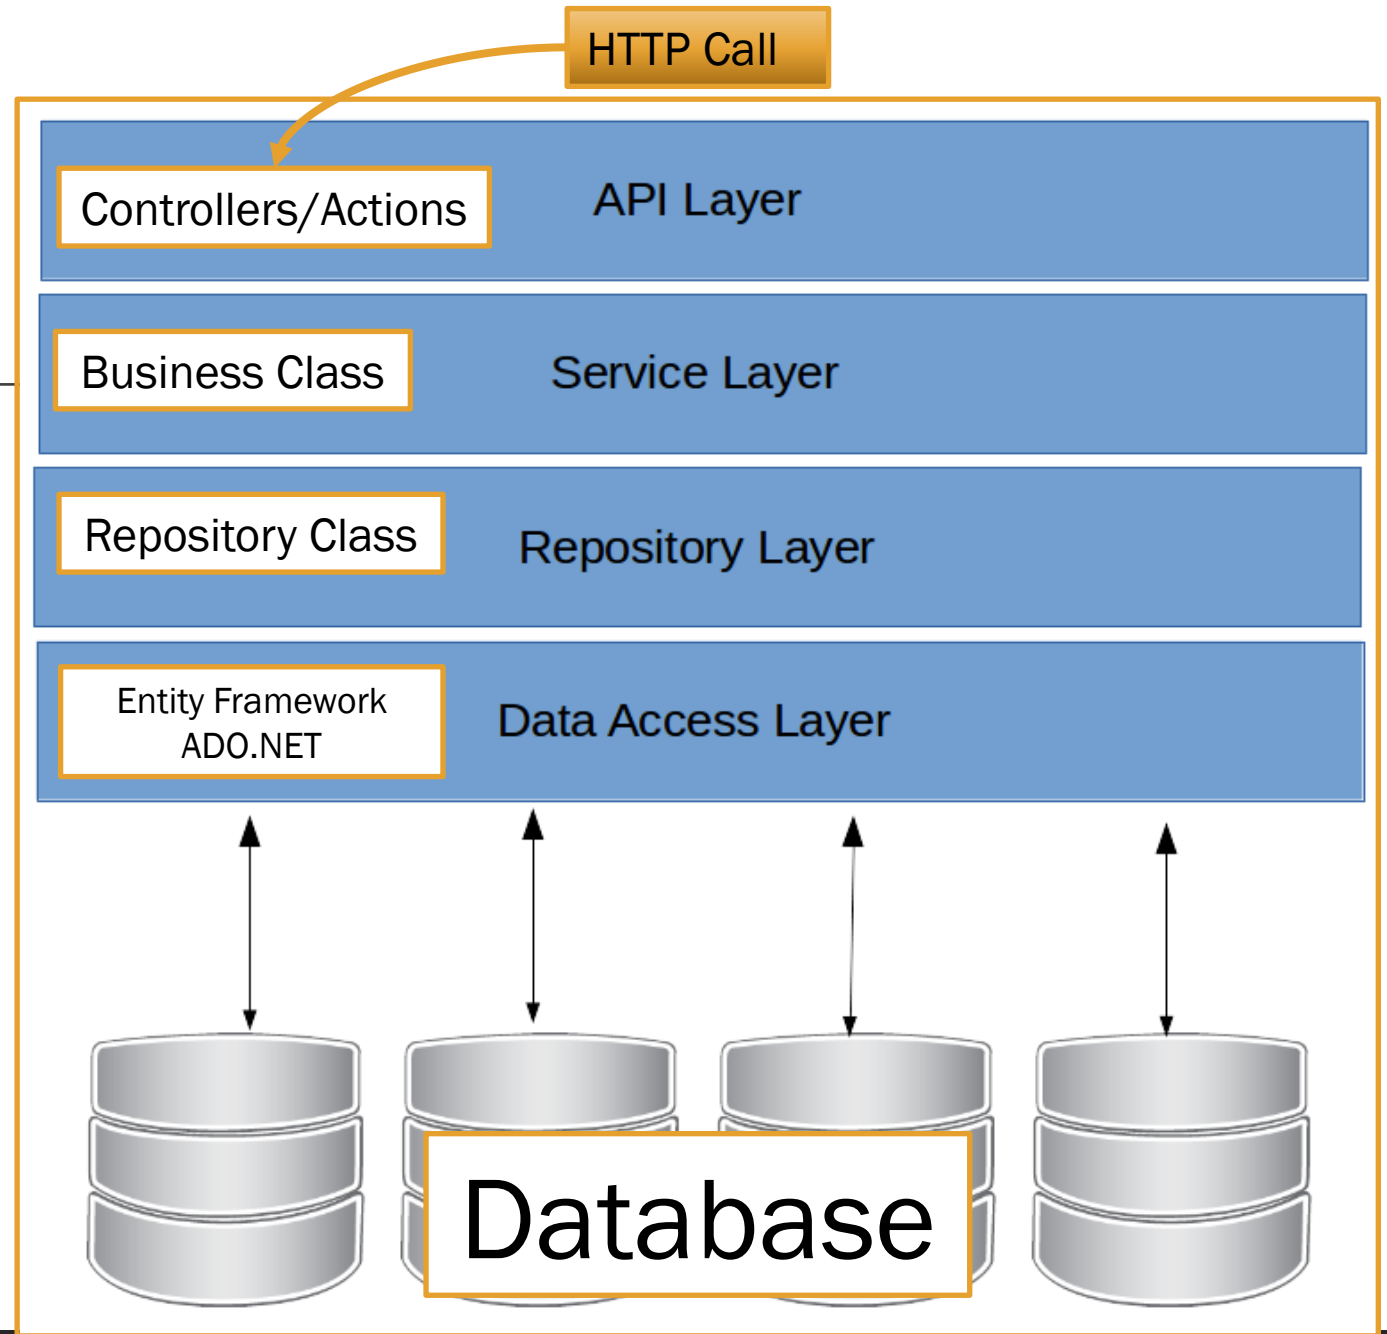 HTTP Call
Controllers/Actions
API Layer
Business Class
Service Layer
Repository Class
Repository Layer
Entity Framework
ADO.NET
Data Access Layer
Database